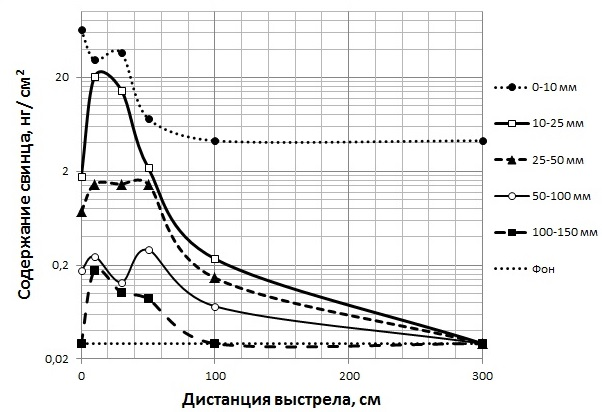 Содержание свинца, нг/см²
20
2
0,2
0,02
0
100
200
300
Дистанция выстрела, см
0-10 мм
10-25 мм
25-50 мм
50-100 мм
100-150 мм
Фон